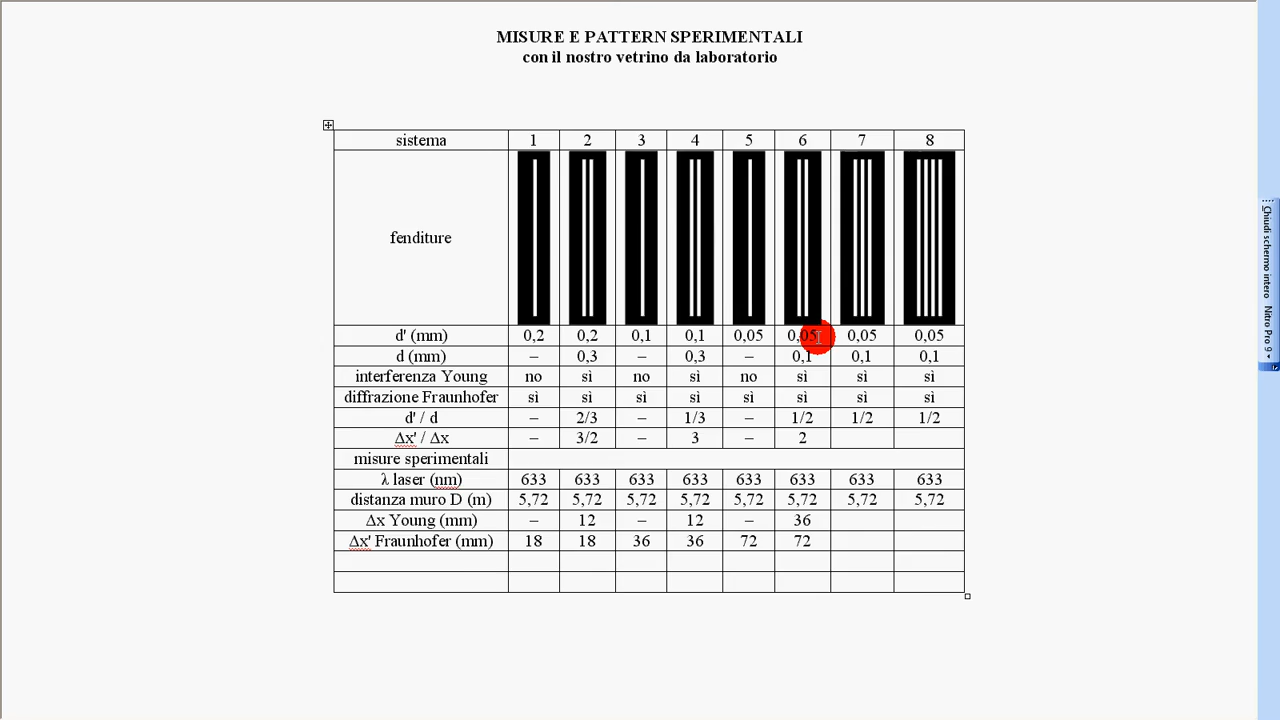 MISURE E PATTERN SPERIMENTALI
con il nostro vetrino da laboratorio
sistema 1 2 3 4 5 6 7 8
fenditure
d' (mm) 0,2 0,2 0,1 0,1 0,05 0,05 0,05 0,05
d (mm) – 0,3 – 0,3 – 0,1 0,1 0,1
interferenza Young no sì no sì no sì sì sì
diffrazione Fraunhofer sì sì sì sì sì sì sì sì
d' / d – 2/3 – 1/3 – 1/2 1/2 1/2
Δx' / Δx – 3/2 – 3 – 2
misure sperimentali
λ laser (nm) 633 633 633 633 633 633 633 633
distanza muro D (m) 5,72 5,72 5,72 5,72 5,72 5,72 5,72 5,72
Δx Young (mm) – 12 – 12 – 36
Δx' Fraunhofer (mm) 18 18 36 36 72 72
Chiudi schermo intero
Nitro Pro 9